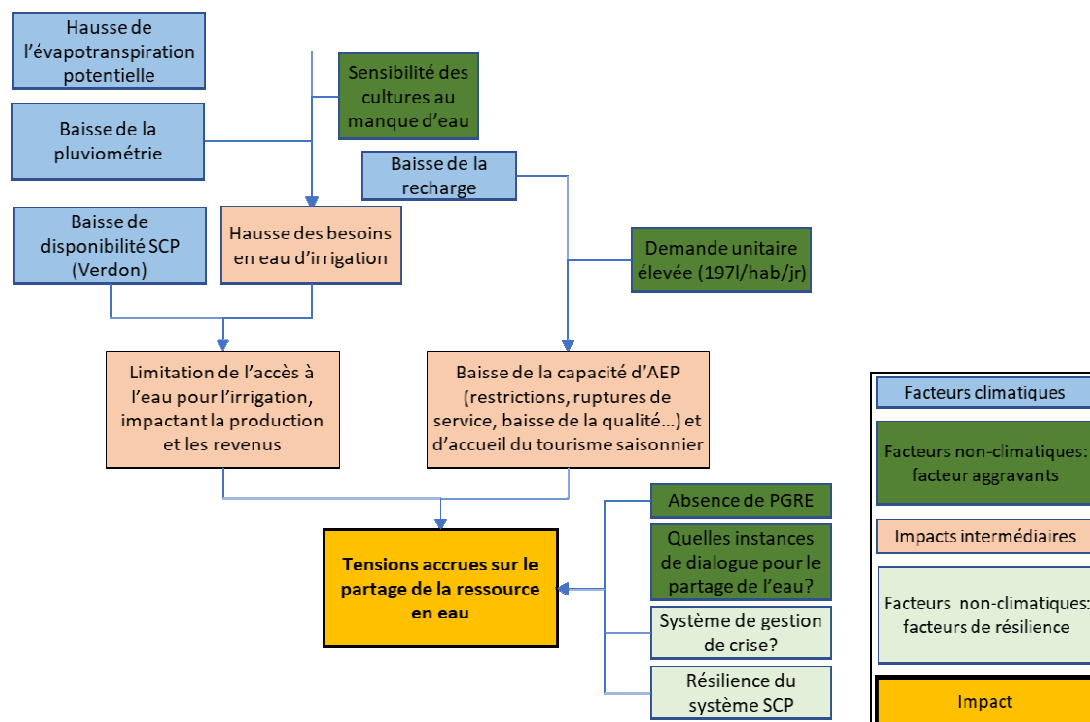 Hausse de
l'évapotranspiration
potentielle
Sensibilité des
cultures au
manque d'eau
Baisse de la
pluviométrie
Baisse de la
recharge
Baisse de
disponibilité SCP
(Verdon)
Hausse des besoins
en eau d'irrigation
Demande unitaire
élevée (197l/hab/jr)
Limitation de l'accès à
l'eau pour l'irrigation,
impactant la production
et les revenus
Baisse de la capacité d'AEP
(restrictions, ruptures de
service, baisse de la qualité...) et
d'accueil du tourisme saisonnier
Absence de PGRE
Quelles instances
de dialogue pour le
partage de l'eau?
Tensions accrues sur le
partage de la ressource
en eau
Système de gestion
de crise?
Résilience du
système SCP
Facteurs climatiques
Facteurs non-climatiques:
facteur aggravants
Impacts intermédiaires
Facteurs non-climatiques:
facteurs de résilience
Impact